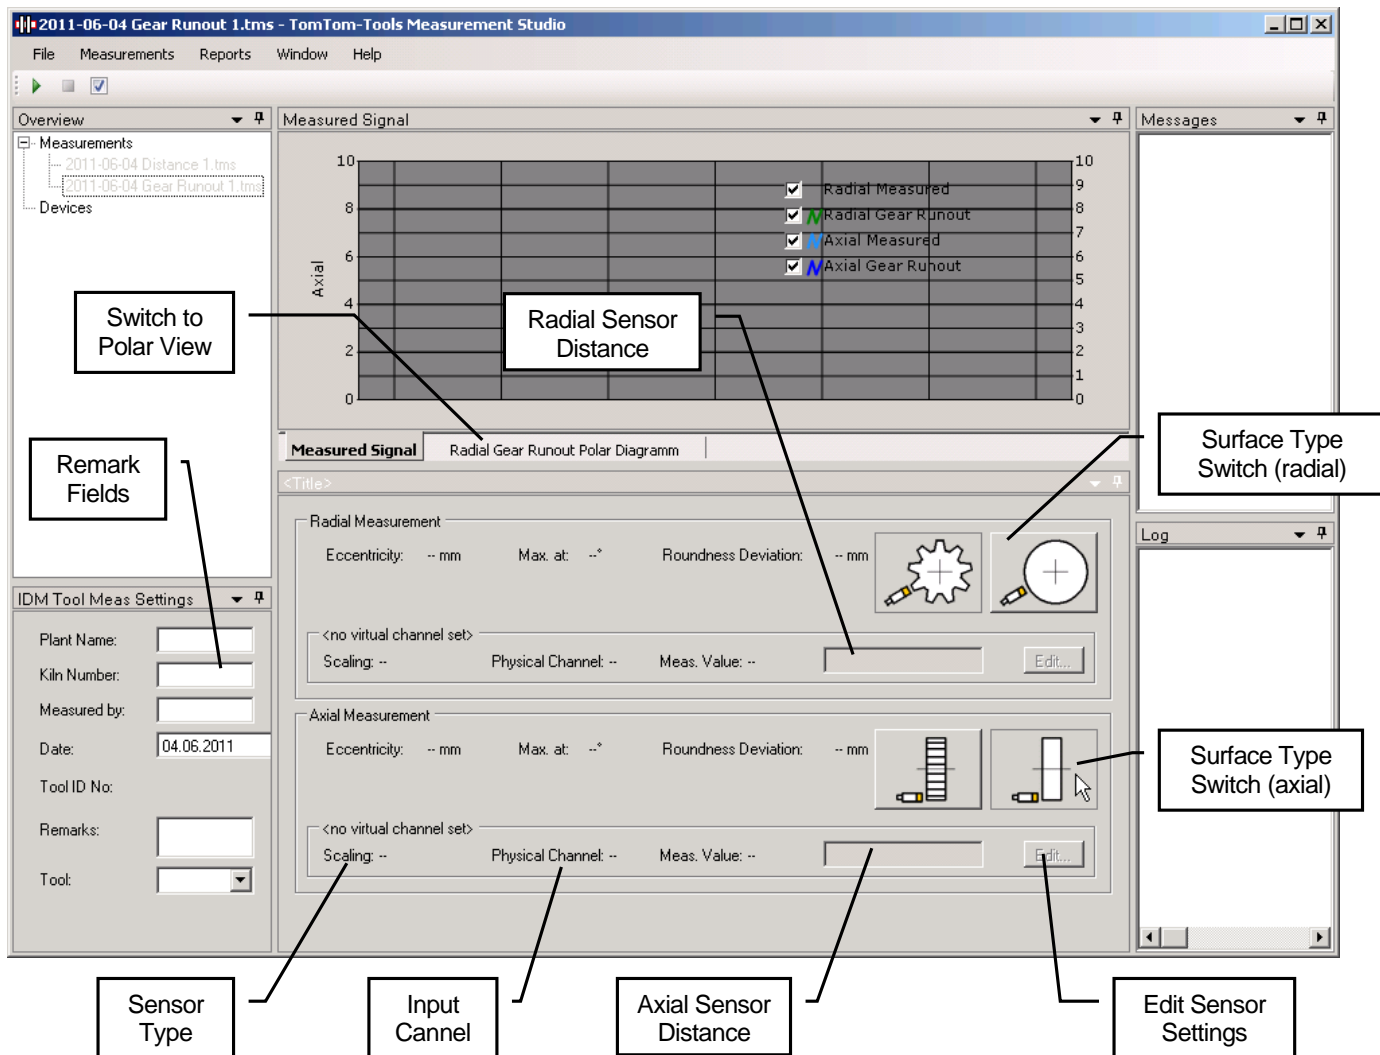 2011-06-04 Gear Runout 1.tms - TomTom-Tools Measurement Studio
File Measurements Reports Window Help
Overview
Measurements
2011-06-04 Distance 1.tms
2011-06-04 Gear Runout 1.tms
Devices
Measured Signal
10
8
6
4
2
0
Axial
10
9
8
7
6
5
4
3
2
1
0
Radial Measured
Radial Gear Runout
Axial Measured
Axial Gear Runout
Messages
Switch to
Polar View
Radial Sensor
Distance
Measured Signal Radial Gear Runout Polar Diagramm
Surface Type
Switch (radial)
Remark
Fields
<Title>
Radial Measurement
Eccentricity: -- mm Max. at: --° Roundness Deviation: -- mm
<no virtual channel set>
Scaling: -- Physical Channel: -- Meas. Value: -- Edit...
Log
IDM Tool Meas Settings
Plant Name:
Kiln Number:
Measured by:
Date: 04.06.2011
Tool ID No:
Remarks:
Tool:
Axial Measurement
Eccentricity: -- mm Max. at: --° Roundness Deviation: -- mm
<no virtual channel set>
Scaling: -- Physical Channel: -- Meas. Value: -- Edit...
Surface Type
Switch (axial)
Sensor
Type
Input
Cannel
Axial Sensor
Distance
Edit Sensor
Settings